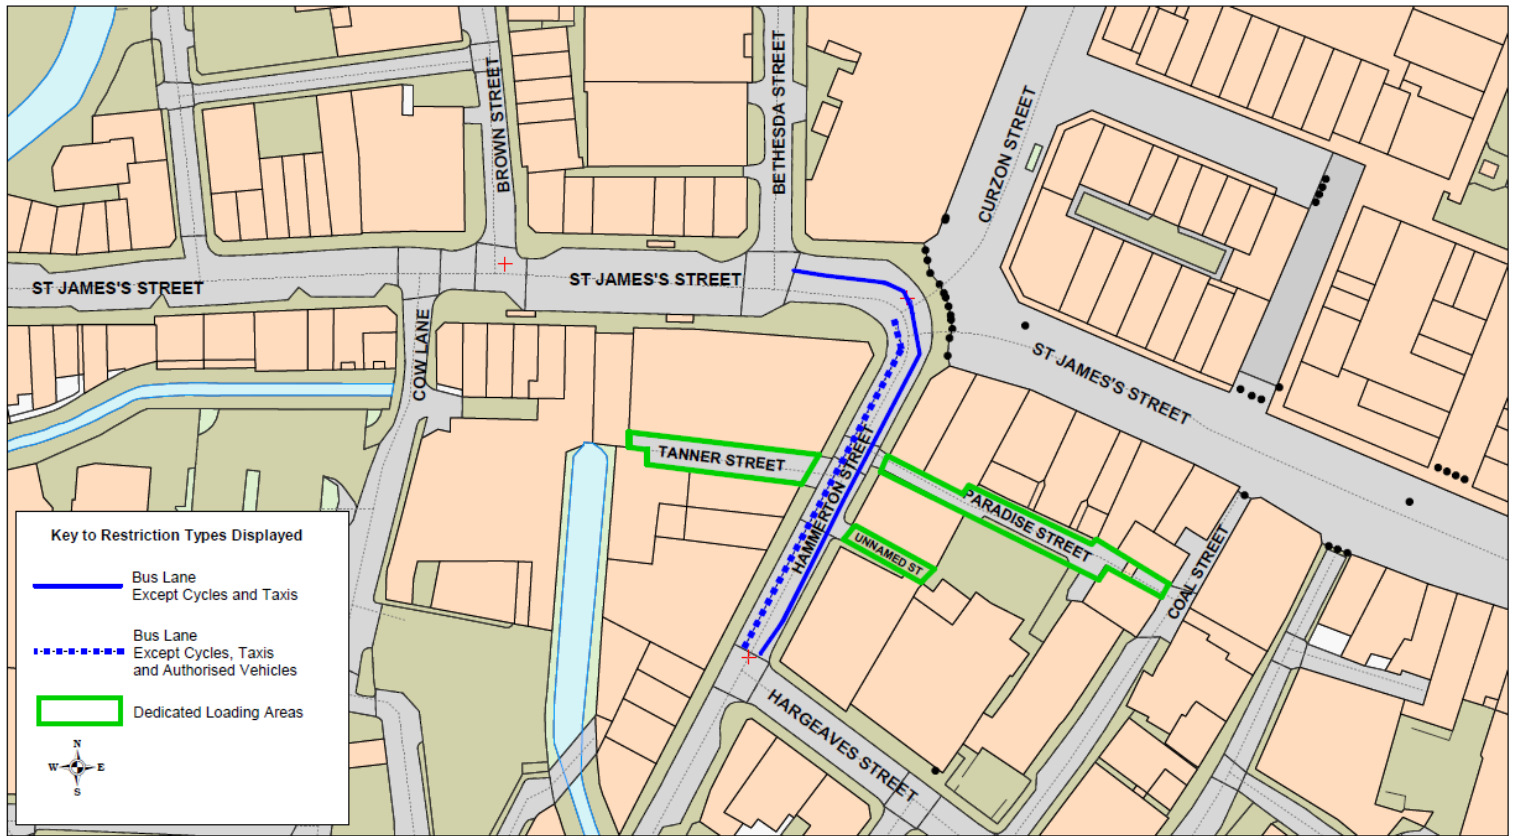 BROWN STREET
BETHESDA STREET
CURZON STREET
ST JAMES'S STREET
ST JAMES'S STREET
COW LANE
ST JAMES'S STREET
TANNER STREET
HAMMERTON STREET
PARADISE STREET
UNNAMED ST
COAL STREET
HARGEAVES STREET
Key to Restriction Types Displayed
Bus Lane
Except Cycles and Taxis
Bus Lane
Except Cycles, Taxis
and Authorised Vehicles
Dedicated Loading Areas
N
W E
S